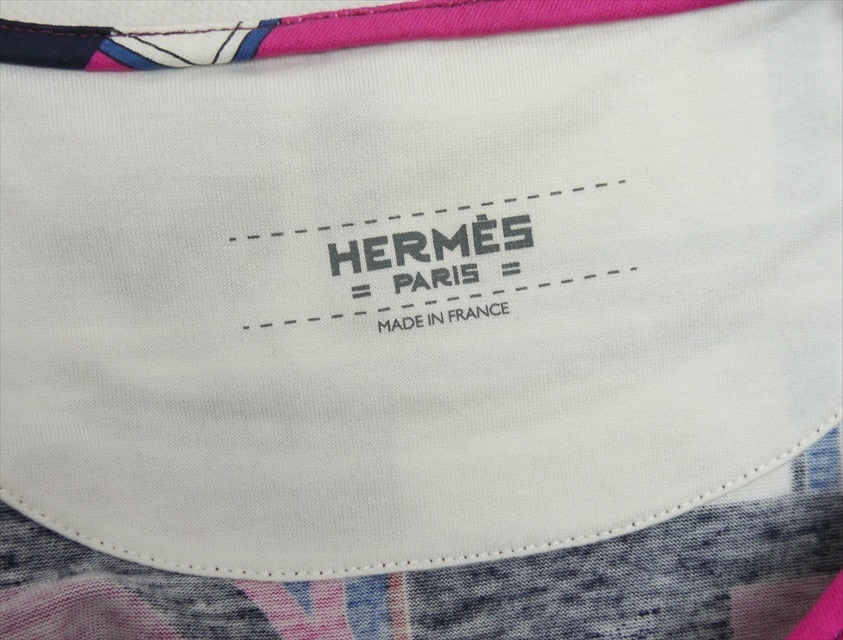 HERMÈS
= PARIS =
MADE IN FRANCE